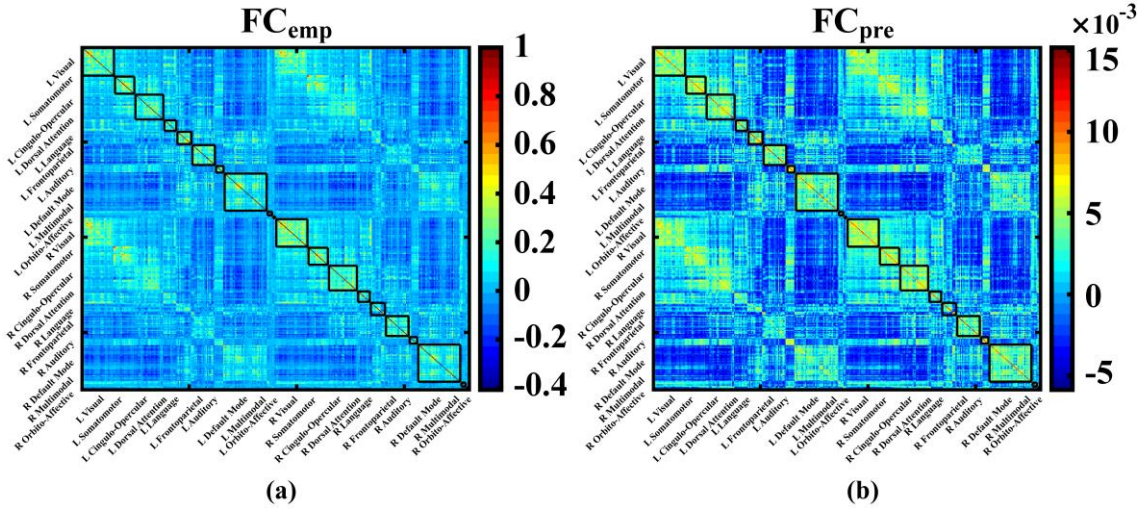 FC_emp
L Visual
L Somatomotor
L Cingulo-Opercular
L Dorsal Attention
L Language
L Frontoparietal
L Auditory
L Default Mode
L Multimodal
L Orbito-Affective
R Visual
R Somatomotor
R Cingulo-Opercular
R Dorsal Attention
R Language
R Frontoparietal
R Auditory
R Default Mode
R Multimodal
R Orbito-Affective
L Visual
L Somatomotor
L Cingulo-Opercular
L Dorsal Attention
L Language
L Frontoparietal
L Auditory
L Default Mode
L Multimodal
L Orbito-Affective
R Visual
R Somatomotor
R Cingulo-Opercular
R Dorsal Attention
R Language
R Frontoparietal
R Auditory
R Default Mode
R Multimodal
R Orbito-Affective
1
0.8
0.6
0.4
0.2
0
-0.2
-0.4
(a)
FC_pre
L Visual
L Somatomotor
L Cingulo-Opercular
L Dorsal Attention
L Language
L Frontoparietal
L Auditory
L Default Mode
L Multimodal
L Orbito-Affective
R Visual
R Somatomotor
R Cingulo-Opercular
R Dorsal Attention
R Language
R Frontoparietal
R Auditory
R Default Mode
R Multimodal
R Orbito-Affective
L Visual
L Somatomotor
L Cingulo-Opercular
L Dorsal Attention
L Language
L Frontoparietal
L Auditory
L Default Mode
L Multimodal
L Orbito-Affective
R Visual
R Somatomotor
R Cingulo-Opercular
R Dorsal Attention
R Language
R Frontoparietal
R Auditory
R Default Mode
R Multimodal
R Orbito-Affective
×10⁻³
15
10
5
0
-5
(b)